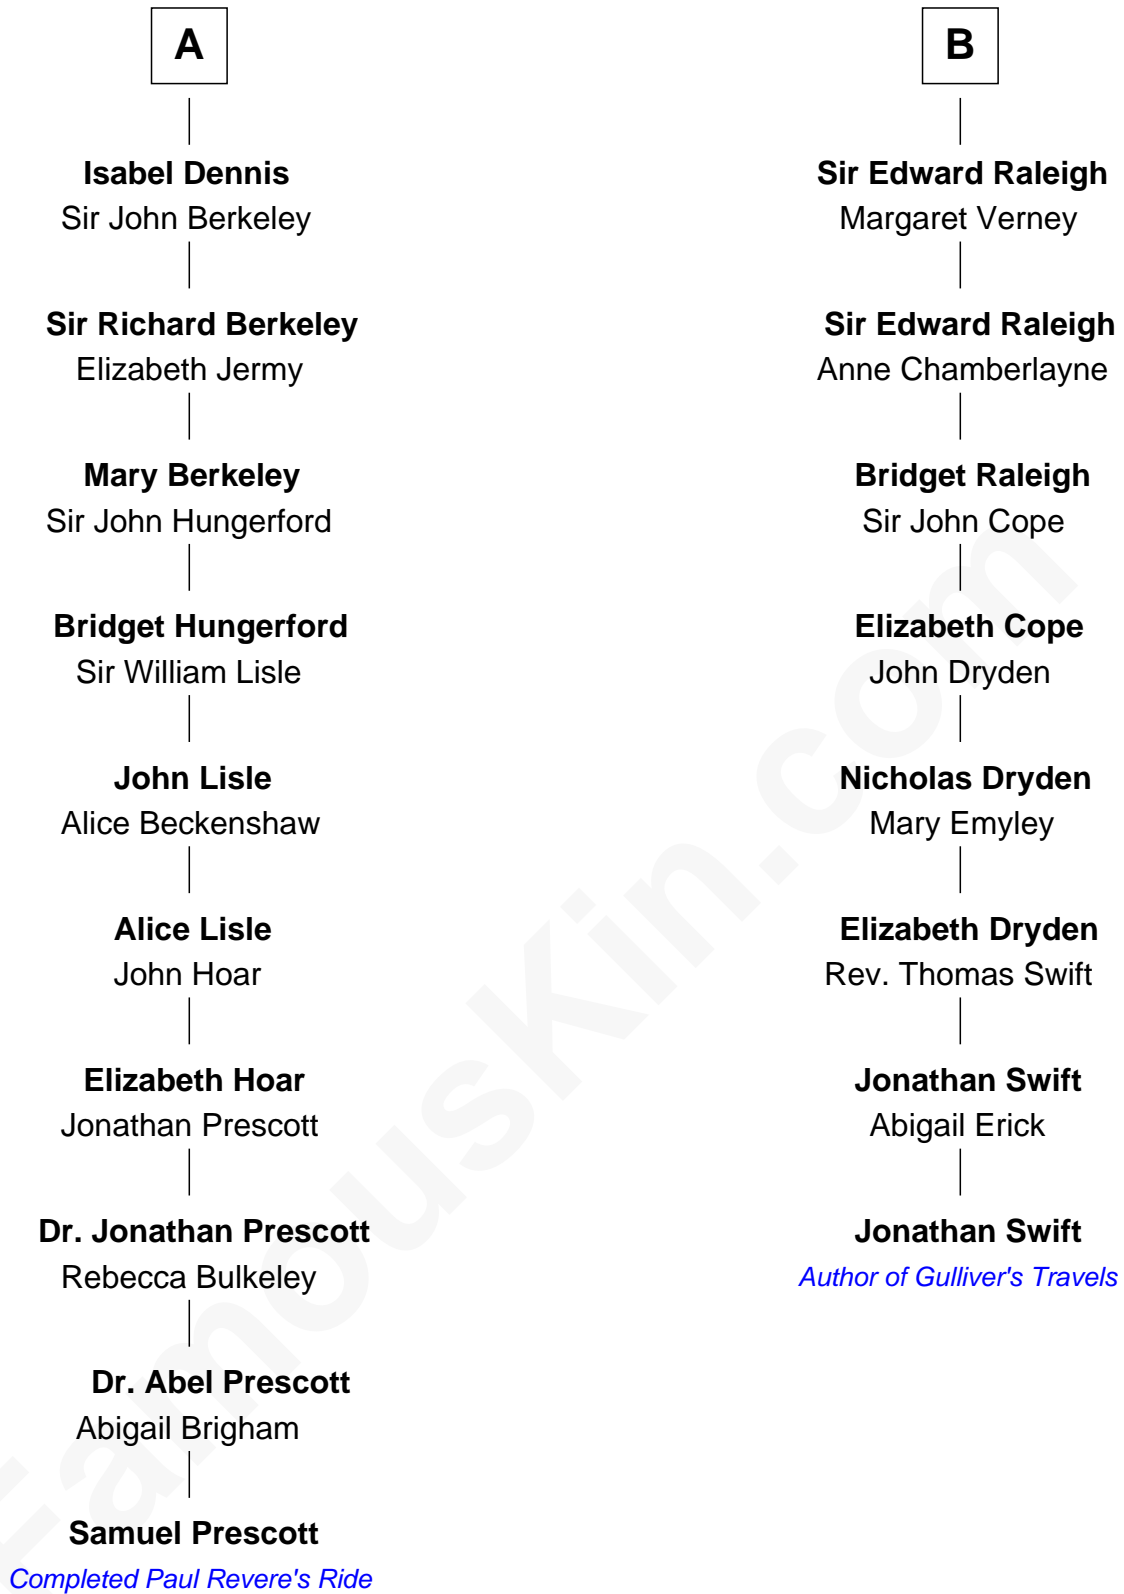 A
Isabel Dennis
Sir John Berkeley
Sir Richard Berkeley
Elizabeth Jermy
Mary Berkeley
Sir John Hungerford
Bridget Hungerford
Sir William Lisle
John Lisle
Alice Beckenshaw
Alice Lisle
John Hoar
Elizabeth Hoar
Jonathan Prescott
Dr. Jonathan Prescott
Rebecca Bulkeley
Dr. Abel Prescott
Abigail Brigham
Samuel Prescott
Completed Paul Revere's Ride
B
Sir Edward Raleigh
Margaret Verney
Sir Edward Raleigh
Anne Chamberlayne
Bridget Raleigh
Sir John Cope
Elizabeth Cope
John Dryden
Nicholas Dryden
Mary Emyley
Elizabeth Dryden
Rev. Thomas Swift
Jonathan Swift
Abigail Erick
Jonathan Swift
Author of Gulliver's Travels
FamousKin.com